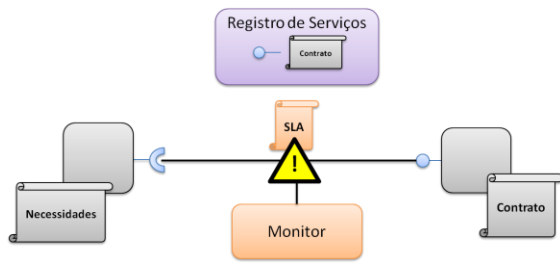 Registro de Serviços
Contrato
SLA
!
Necessidades
Contrato
Monitor